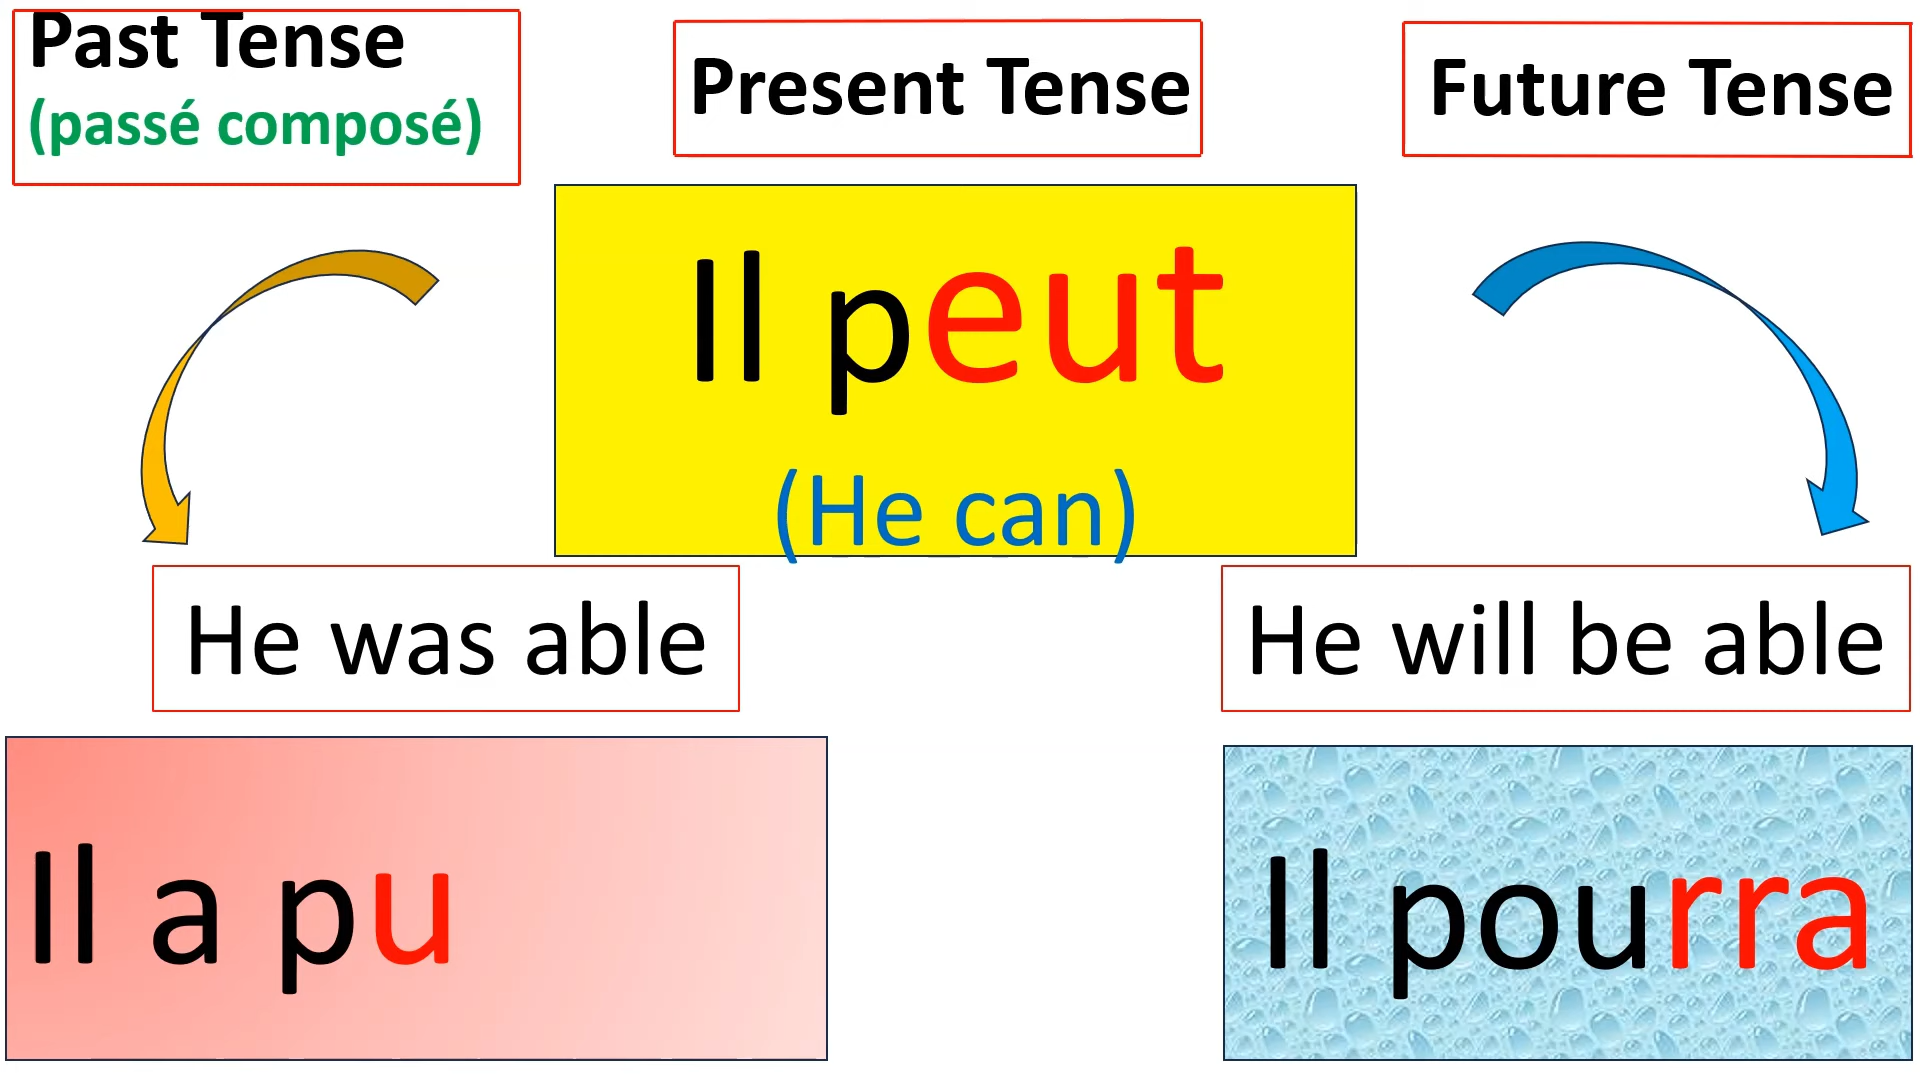 Past Tense
(passé composé)
Present Tense
Future Tense
Il peut
(He can)
He was able
He will be able
Il a pu
Il pourra